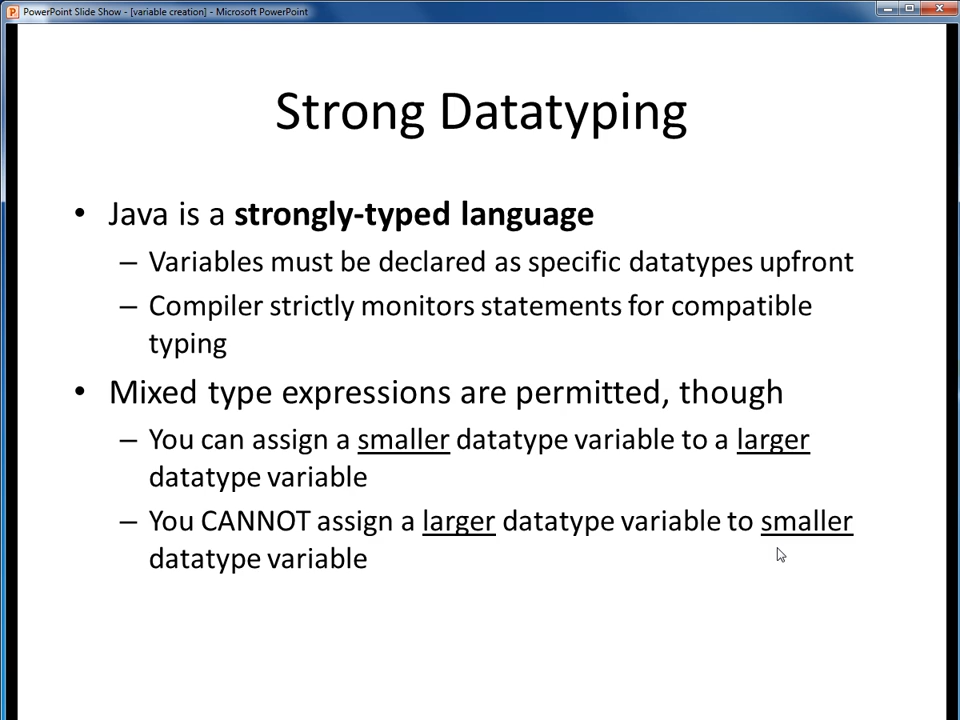 PowerPoint Slide Show - [variable creation] - Microsoft PowerPoint
Strong Datatyping
• Java is a strongly-typed language
– Variables must be declared as specific datatypes upfront
– Compiler strictly monitors statements for compatible
typing
• Mixed type expressions are permitted, though
– You can assign a smaller datatype variable to a larger
datatype variable
– You CANNOT assign a larger datatype variable to smaller
datatype variable